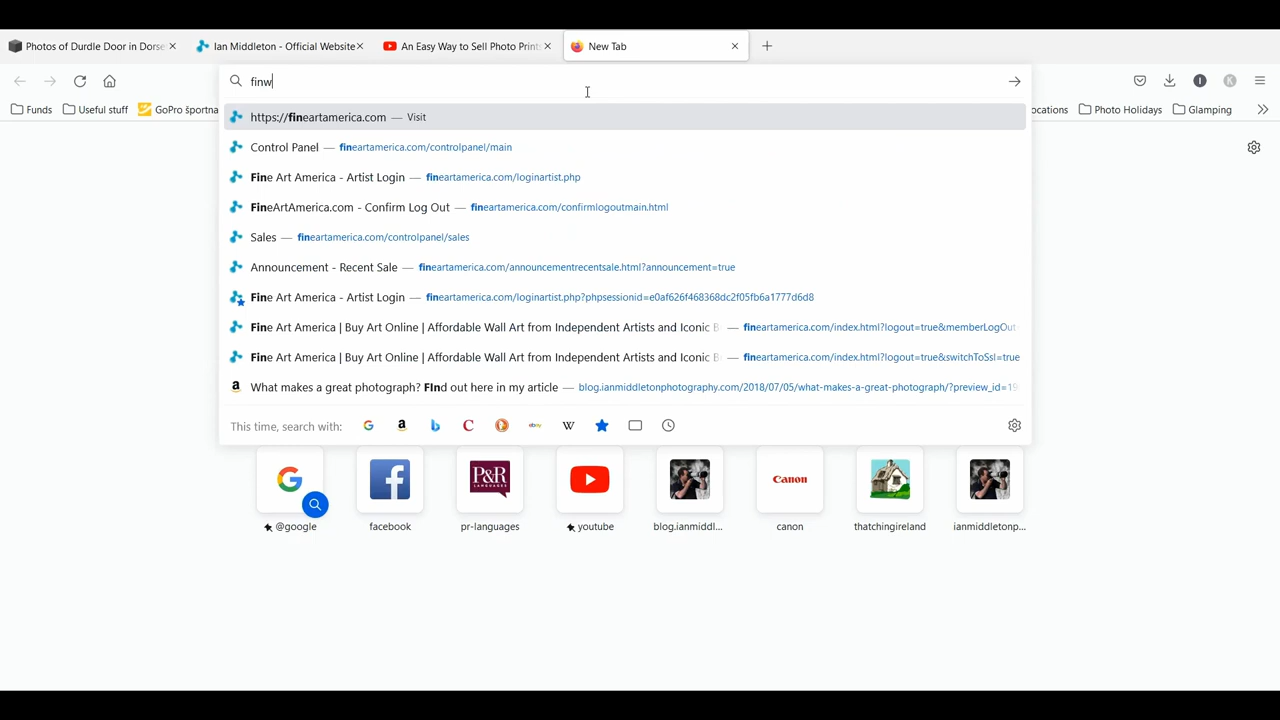 Photos of Durdle Door in Dorse
Ian Middleton - Official Website
An Easy Way to Sell Photo Print
New Tab
finw
Funds
Useful stuff
GoPro športna
ocations
Photo Holidays
Glamping
https://fineartamerica.com — Visit
Control Panel — fineartamerica.com/controlpanel/main
Fine Art America - Artist Login — fineartamerica.com/loginartist.php
FineArtAmerica.com - Confirm Log Out — fineartamerica.com/confirmlogoutmain.html
Sales — fineartamerica.com/controlpanel/sales
Announcement - Recent Sale — fineartamerica.com/announcementrecentsale.html?announcement=true
Fine Art America - Artist Login — fineartamerica.com/loginartist.php?phpsessionid=e0af626f468368dc2f05fb6a1777d6d8
Fine Art America | Buy Art Online | Affordable Wall Art from Independent Artists and Iconic B — fineartamerica.com/index.html?logout=true&memberLogOut
Fine Art America | Buy Art Online | Affordable Wall Art from Independent Artists and Iconic B — fineartamerica.com/index.html?logout=true&switchToSsl=true
What makes a great photograph? FInd out here in my article — blog.ianmiddletonphotography.com/2018/07/05/what-makes-a-great-photograph/?preview_id=19
This time, search with:
ebay
P&R
LANGUAGES
Canon
@google
facebook
pr-languages
youtube
blog.ianmiddl...
canon
thatchingireland
ianmiddletonp...